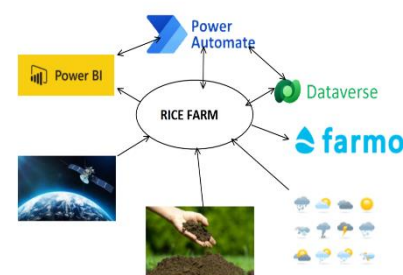 Power
Automate
Power BI
Dataverse
RICE FARM
farmo